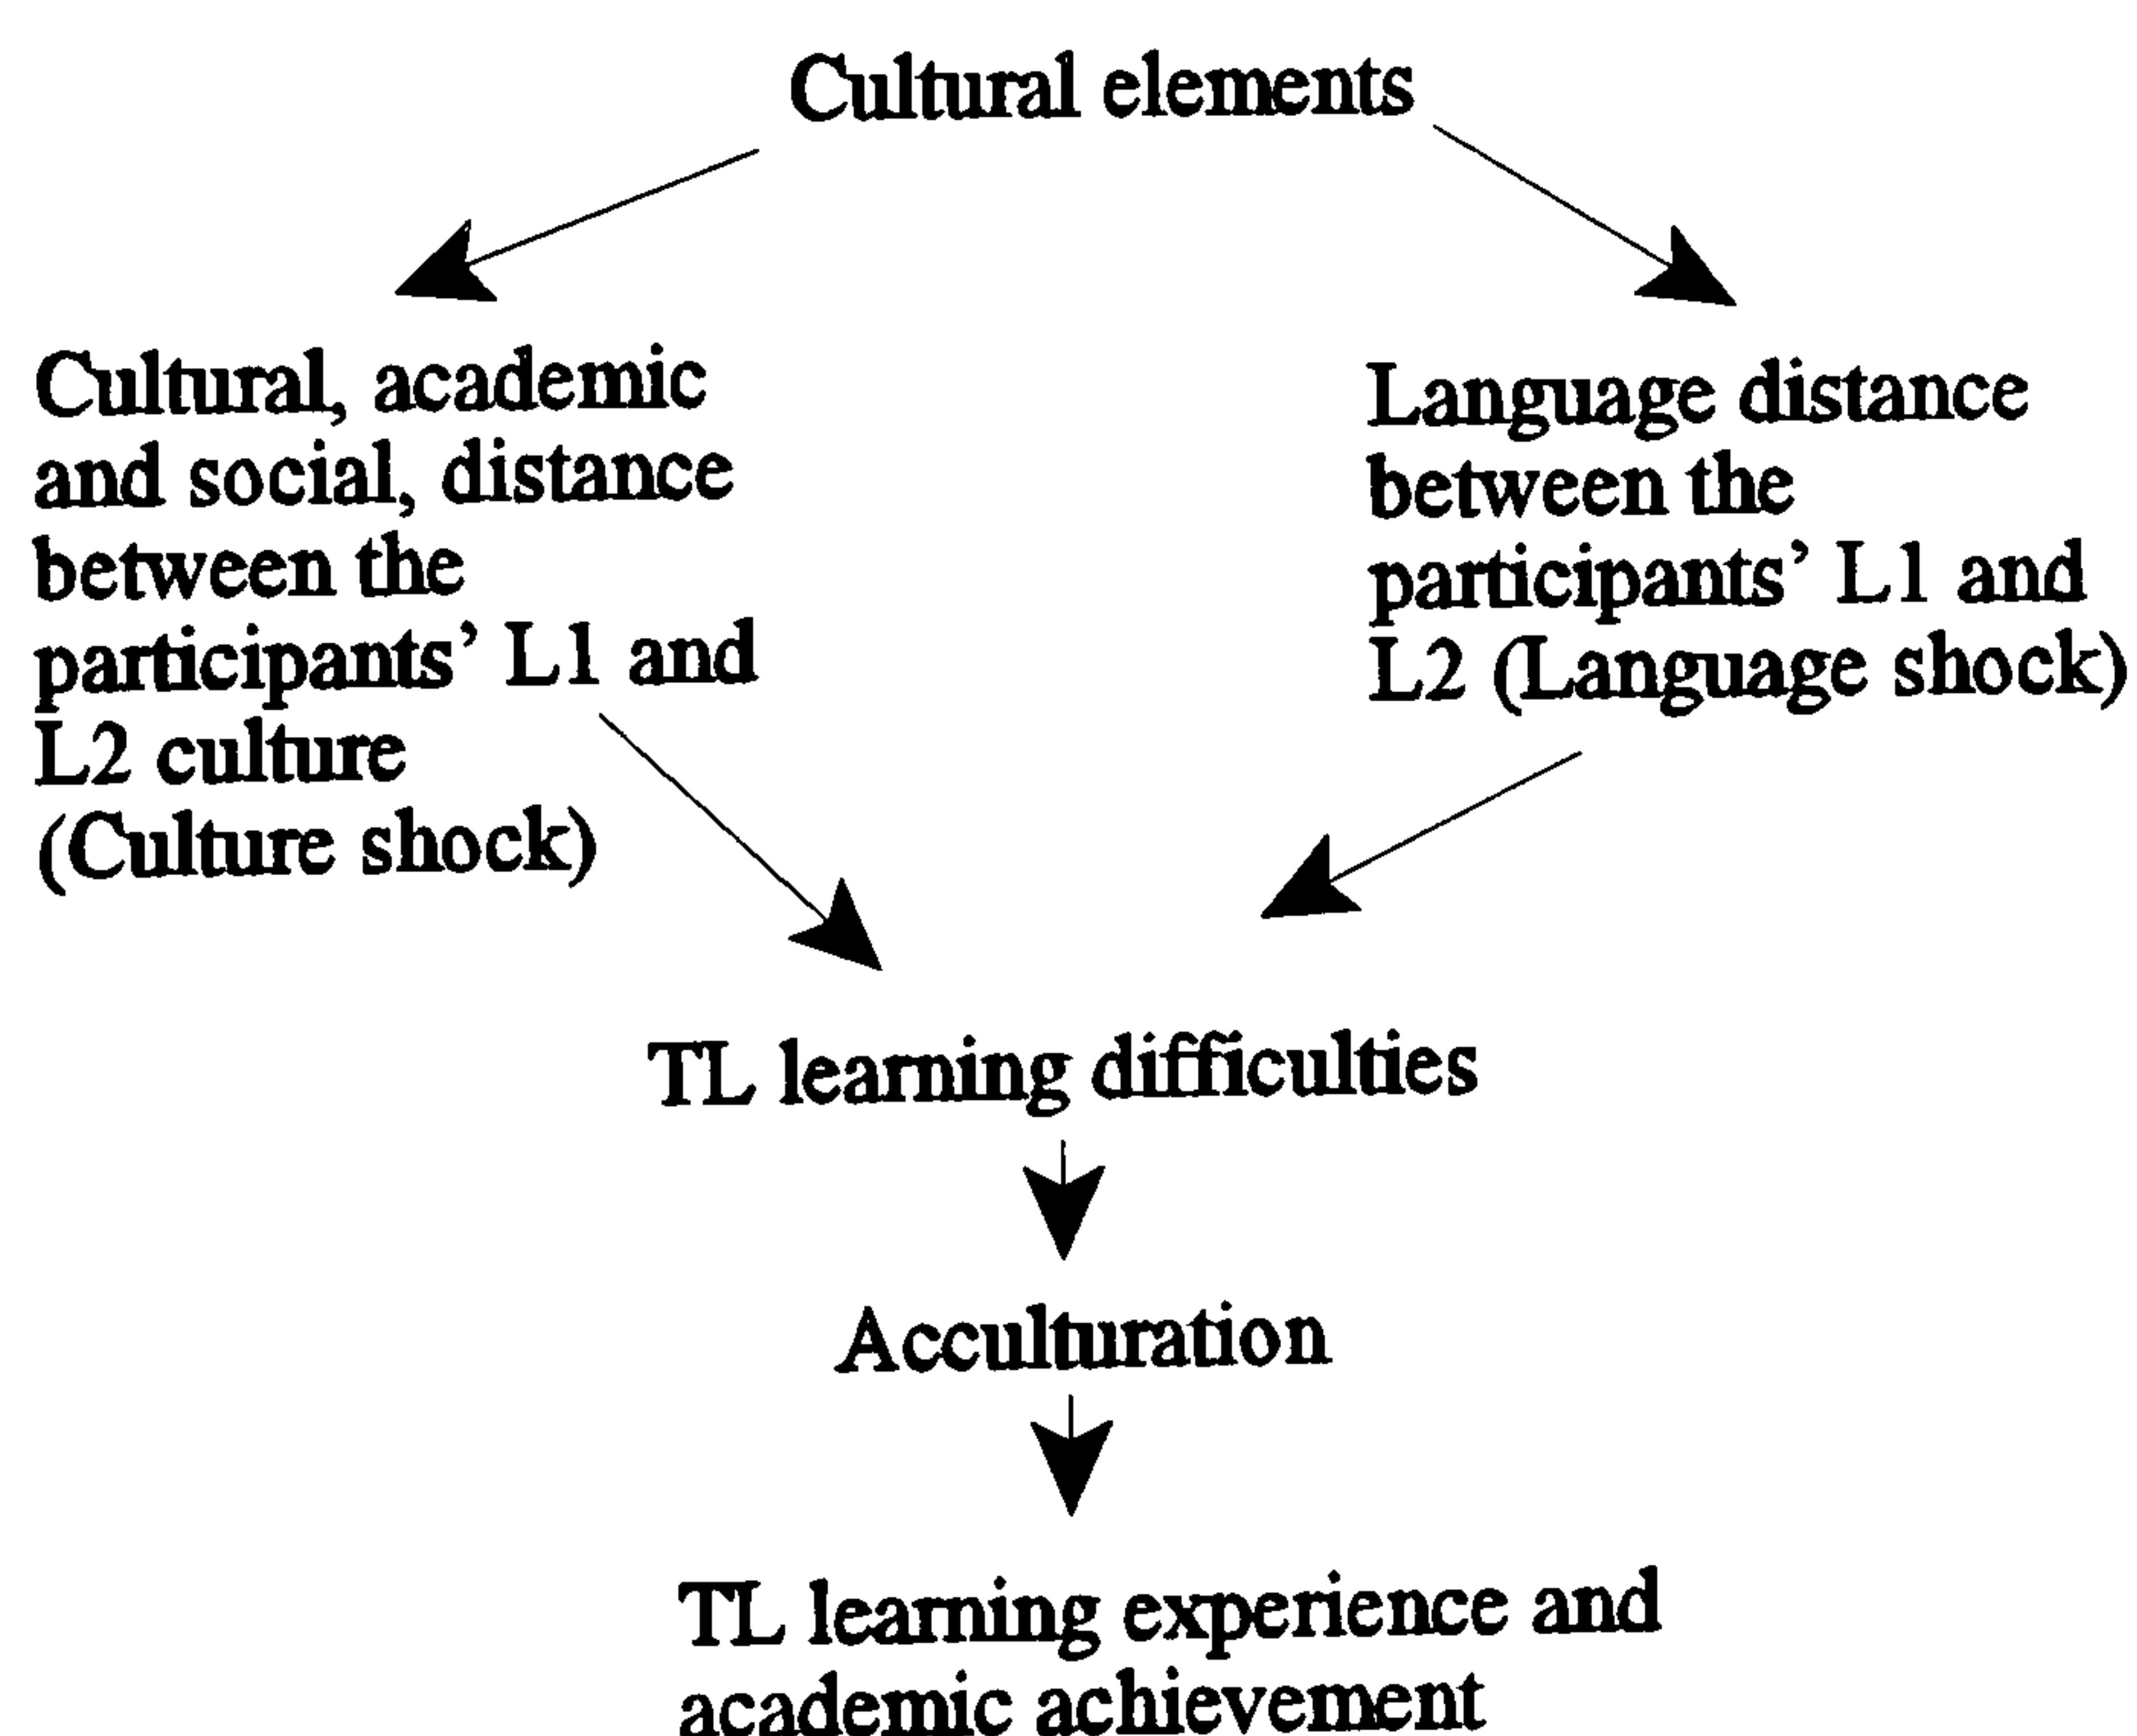 Cultural elements
Cultural, academic
and social, distance
between the
participants' L1 and
L2 culture
(Culture shock)
Language distance
between the
participants' L1 and
L2 (Language shock)
TL learning difficulties
Acculturation
TL learning experience and
academic achievement